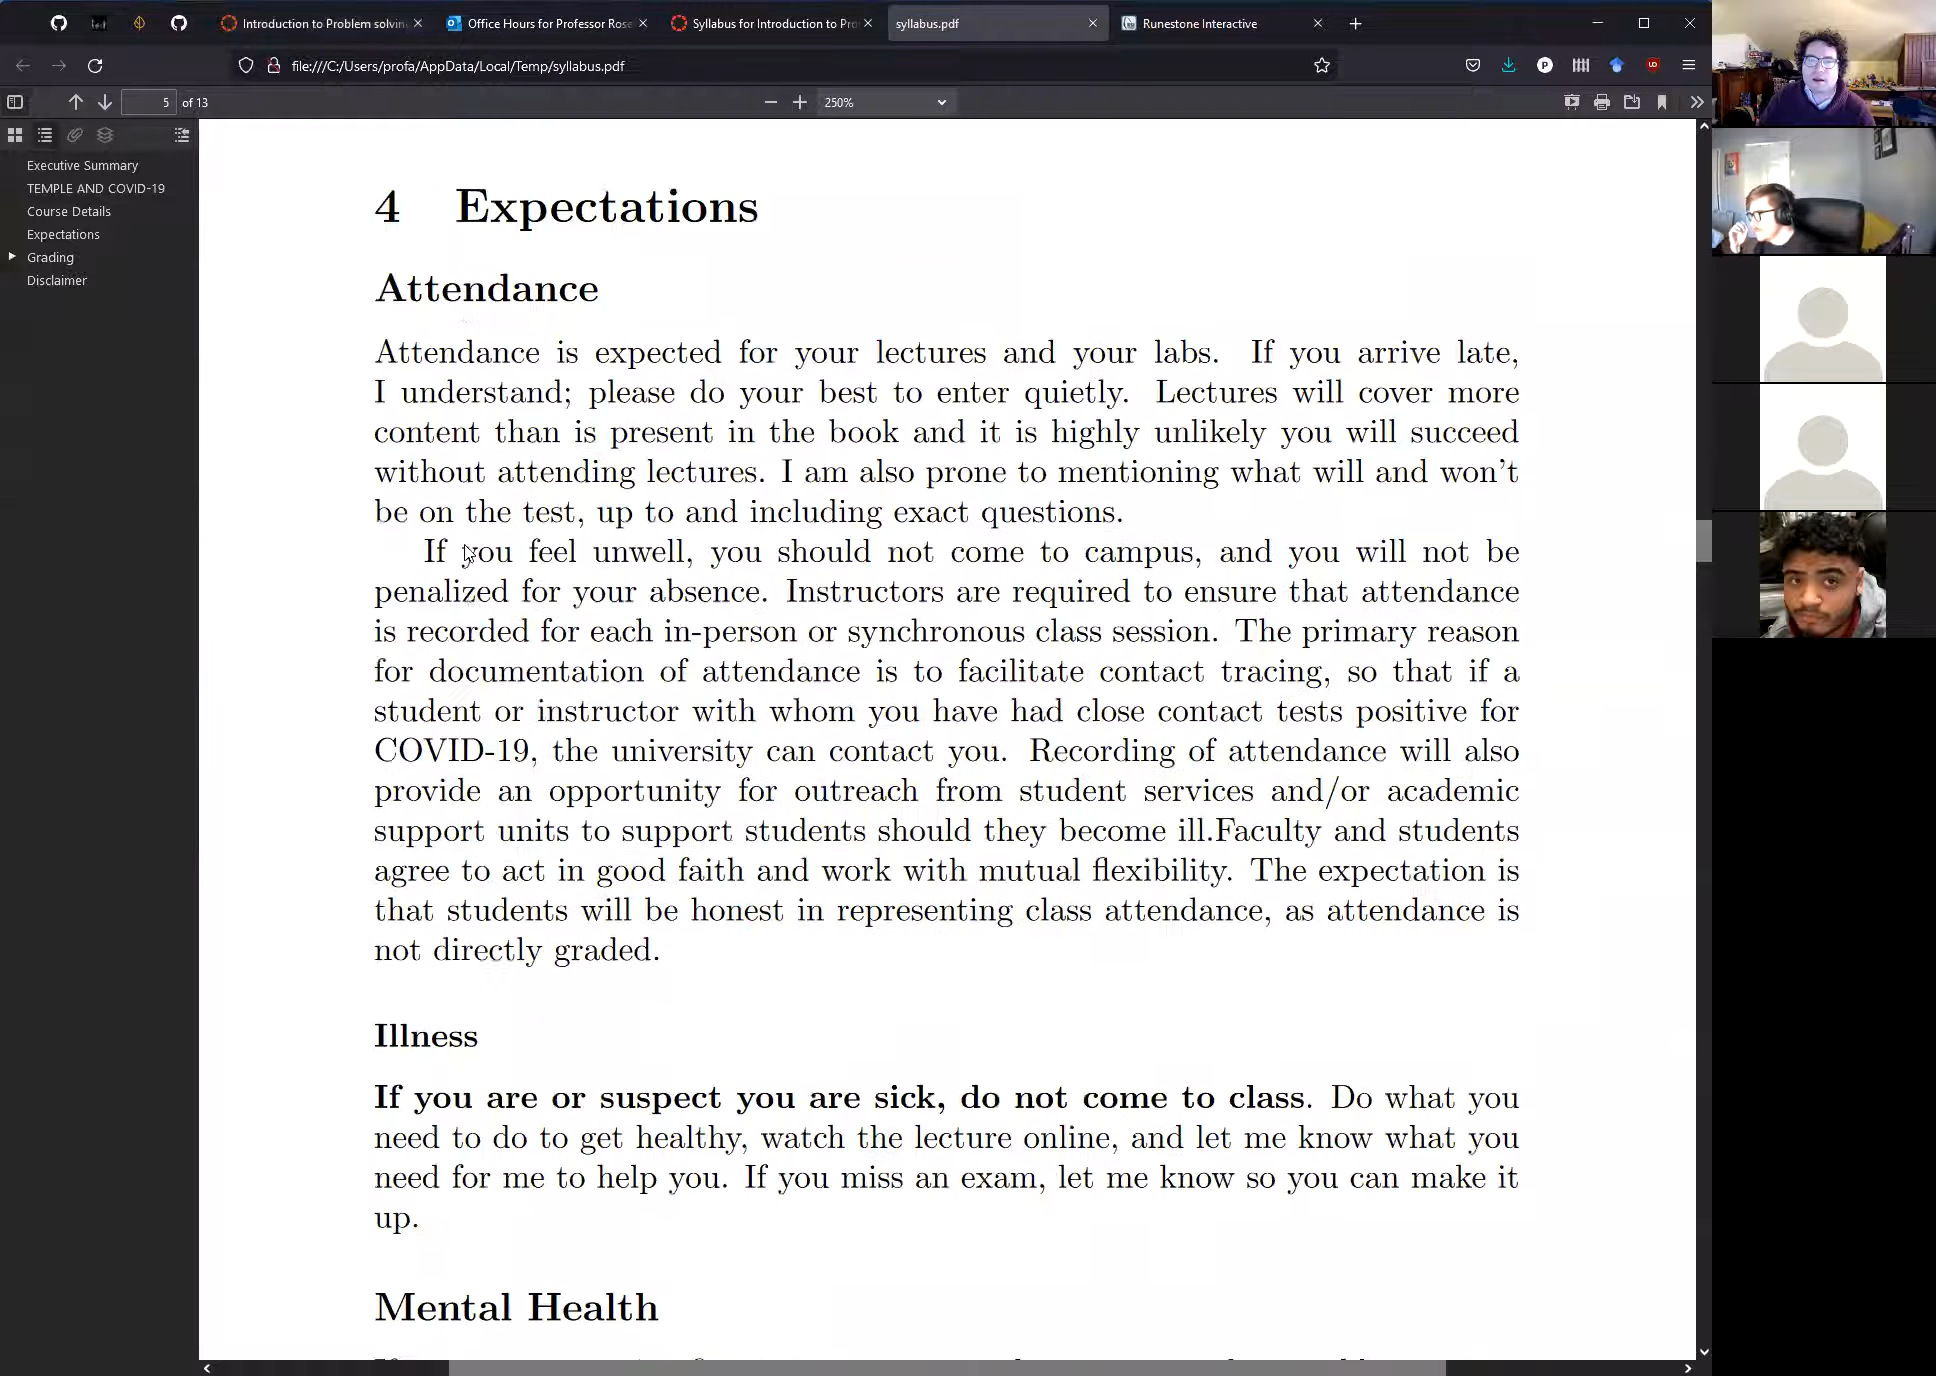 Introduction to Problem solvin
Office Hours for Professor Ros
Syllabus for Introduction to Pro
syllabus.pdf
Runestone Interactive
file:///C:/Users/profa/AppData/Local/Temp/syllabus.pdf
5 of 13
250%
Executive Summary
TEMPLE AND COVID-19
Course Details
Expectations
Grading
Disclaimer
4 Expectations
Attendance
Attendance is expected for your lectures and your labs. If you arrive late,
I understand; please do your best to enter quietly. Lectures will cover more
content than is present in the book and it is highly unlikely you will succeed
without attending lectures. I am also prone to mentioning what will and won't
be on the test, up to and including exact questions.
If you feel unwell, you should not come to campus, and you will not be
penalized for your absence. Instructors are required to ensure that attendance
is recorded for each in-person or synchronous class session. The primary reason
for documentation of attendance is to facilitate contact tracing, so that if a
student or instructor with whom you have had close contact tests positive for
COVID-19, the university can contact you. Recording of attendance will also
provide an opportunity for outreach from student services and/or academic
support units to support students should they become ill.Faculty and students
agree to act in good faith and work with mutual flexibility. The expectation is
that students will be honest in representing class attendance, as attendance is
not directly graded.
Illness
If you are or suspect you are sick, do not come to class. Do what you
need to do to get healthy, watch the lecture online, and let me know what you
need for me to help you. If you miss an exam, let me know so you can make it
up.
Mental Health